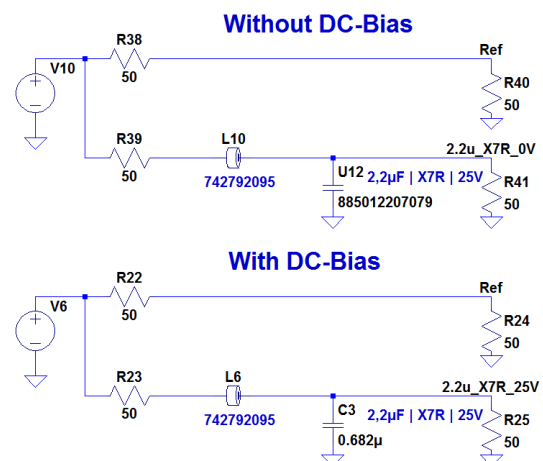 Without DC-Bias
R38
Ref
V10
50
R40
50
R39
L10
2.2u_X7R_0V
50
742792095
U12
2,2µF | X7R | 25V
R41
885012207079
50
With DC-Bias
R22
Ref
V6
50
R24
50
R23
L6
2.2u_X7R_25V
50
742792095
C3
2,2µF | X7R | 25V
R25
0.682µ
50